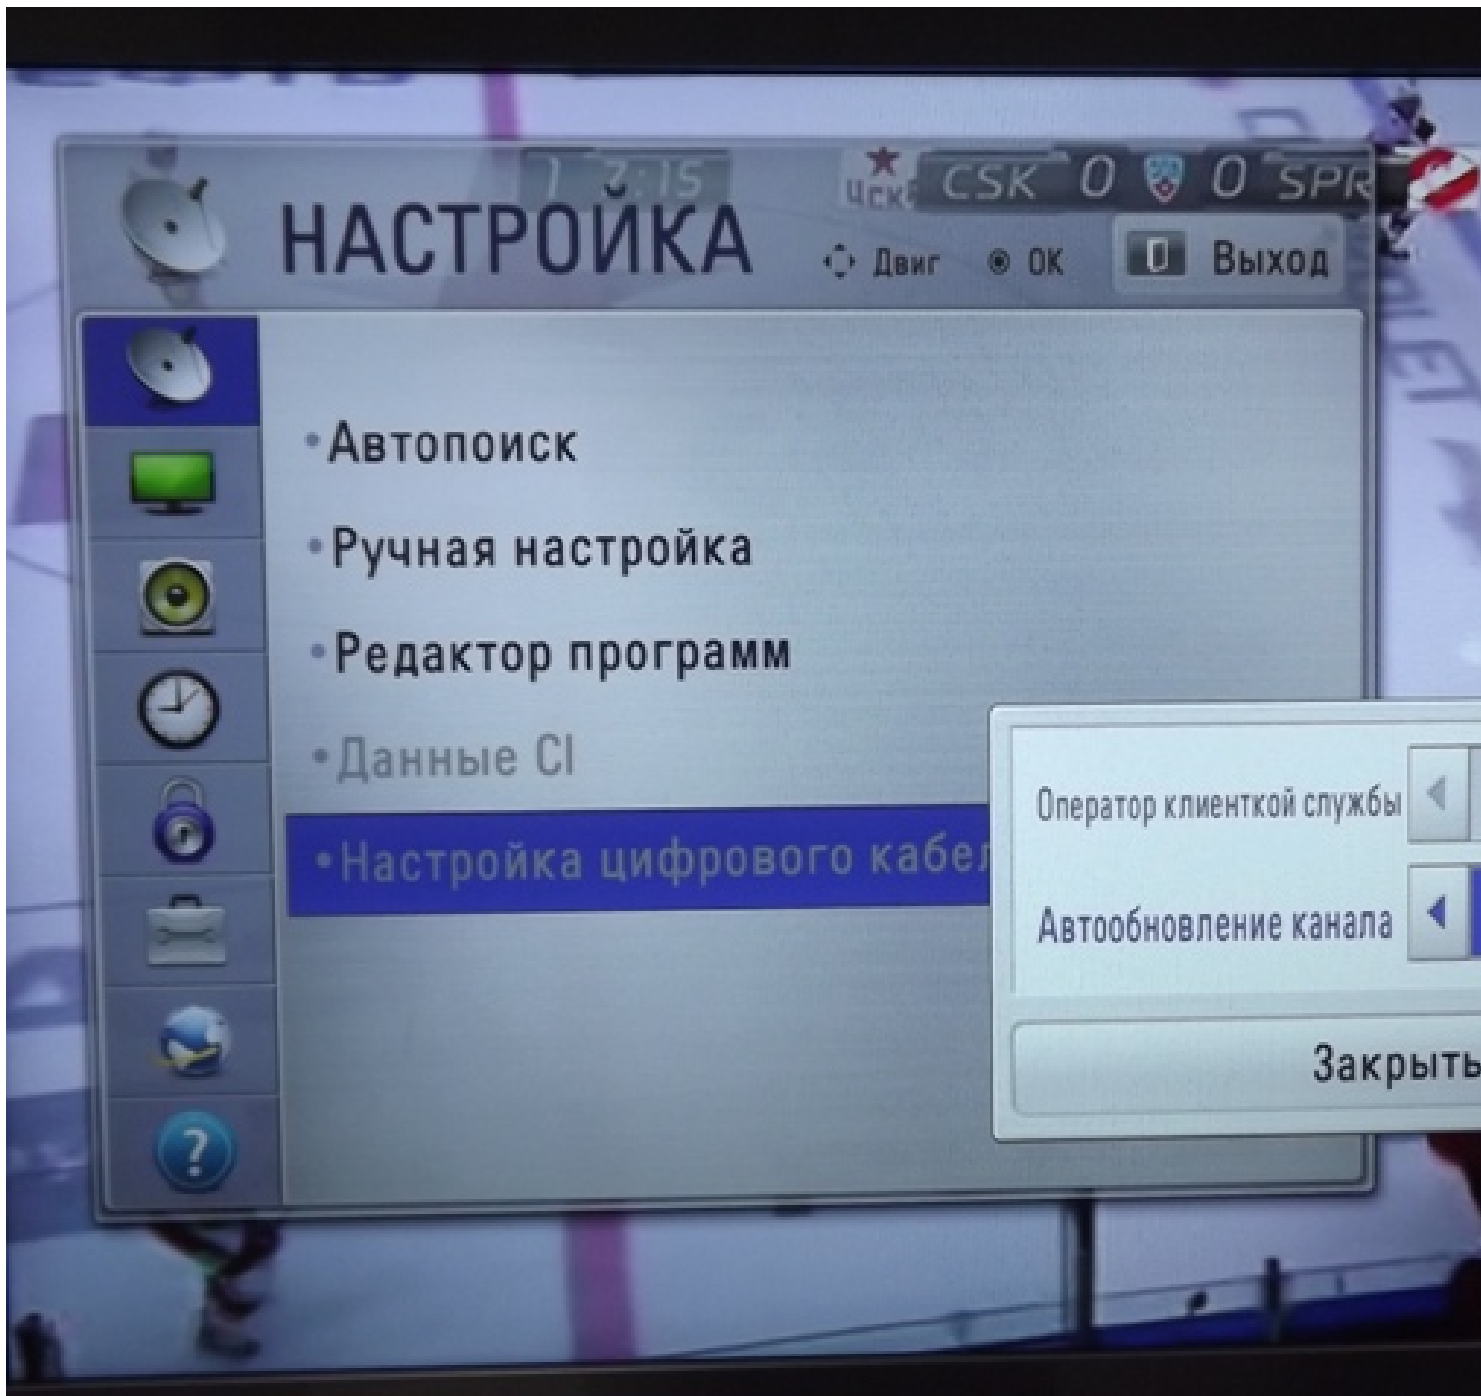 1 2:15
ЦСКА CSK 0 0 SPR
НАСТРОЙКА
Двиг
ОК
Выход
Автопоиск
Ручная настройка
Редактор программ
Данные CI
Настройка цифрового кабел
Оператор клиенткой службы
Автообновление канала
Закрыть
?